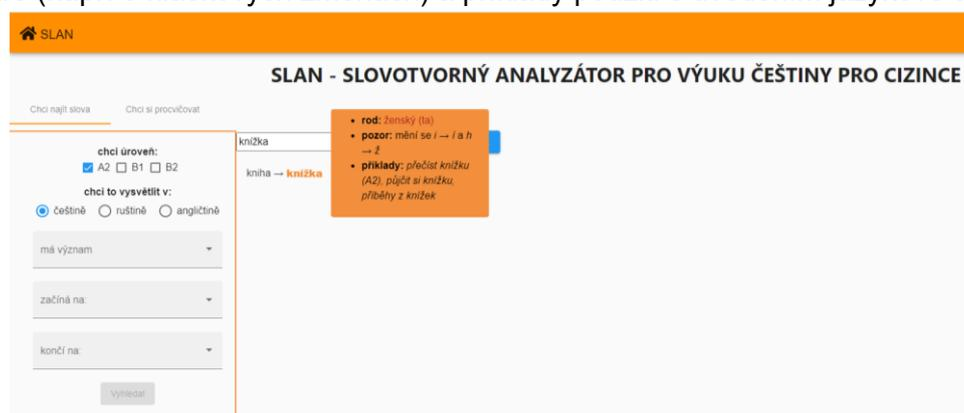 SLAN
SLAN - SLOVOTVORNÝ ANALYZÁTOR PRO VÝUKU ČEŠTINY PRO CIZINCE
Chci najít slova Chci si procvičovat
chci úroveň:
A2 B1 B2
chci to vysvětlit v:
češtině ruštině angličtině
má význam
začíná na:
končí na:
Vyhledat
knížka
kniha → knížka
• rod: ženský (ta)
• pozor: mění se i → í a h
→ ž
• příklady: přečíst knížku
(A2), půjčit si knížku,
příběhy z knížek